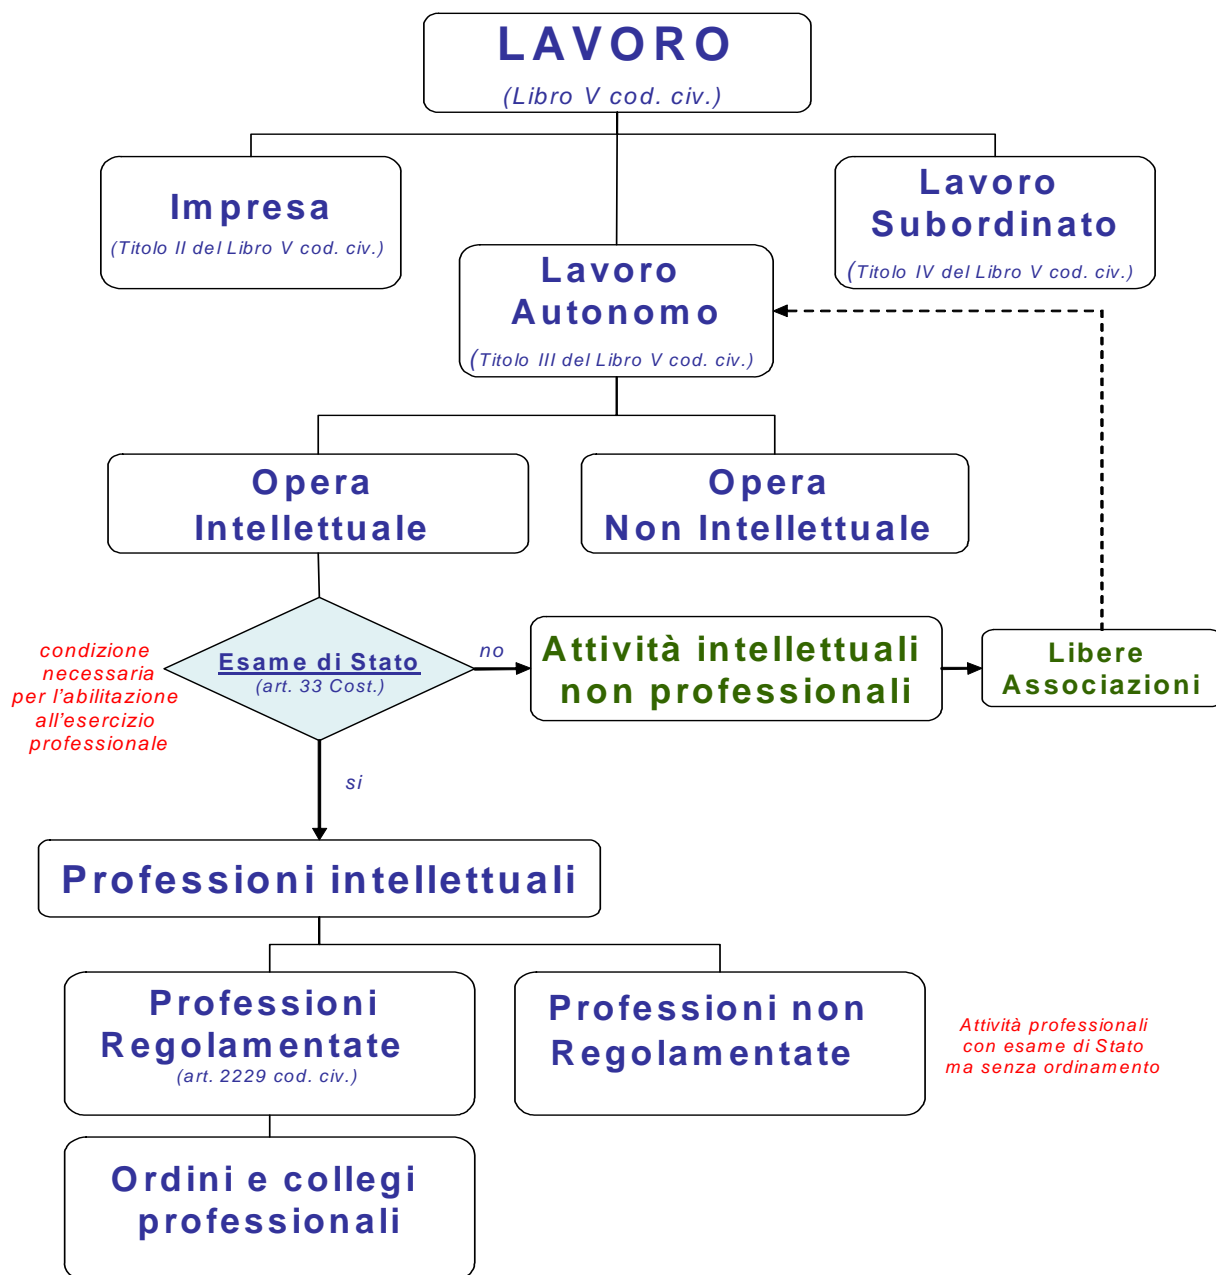 LAVORO
(Libro V cod. civ.)
Impresa
(Titolo II del Libro V cod. civ.)
Lavoro
Autonomo
(Titolo III del Libro V cod. civ.)
Lavoro
Subordinato
(Titolo IV del Libro V cod. civ.)
Opera
Intellettuale
Opera
Non Intellettuale
condizione
necessaria
per l'abilitazione
all'esercizio
professionale
Esame di Stato
(art. 33 Cost.)
no
Attività intellettuali
non professionali
Libere
Associazioni
si
Professioni intellettuali
Professioni
Regolamentate
(art. 2229 cod. civ.)
Professioni non
Regolamentate
Attività professionali
con esame di Stato
ma senza ordinamento
Ordini e collegi
professionali